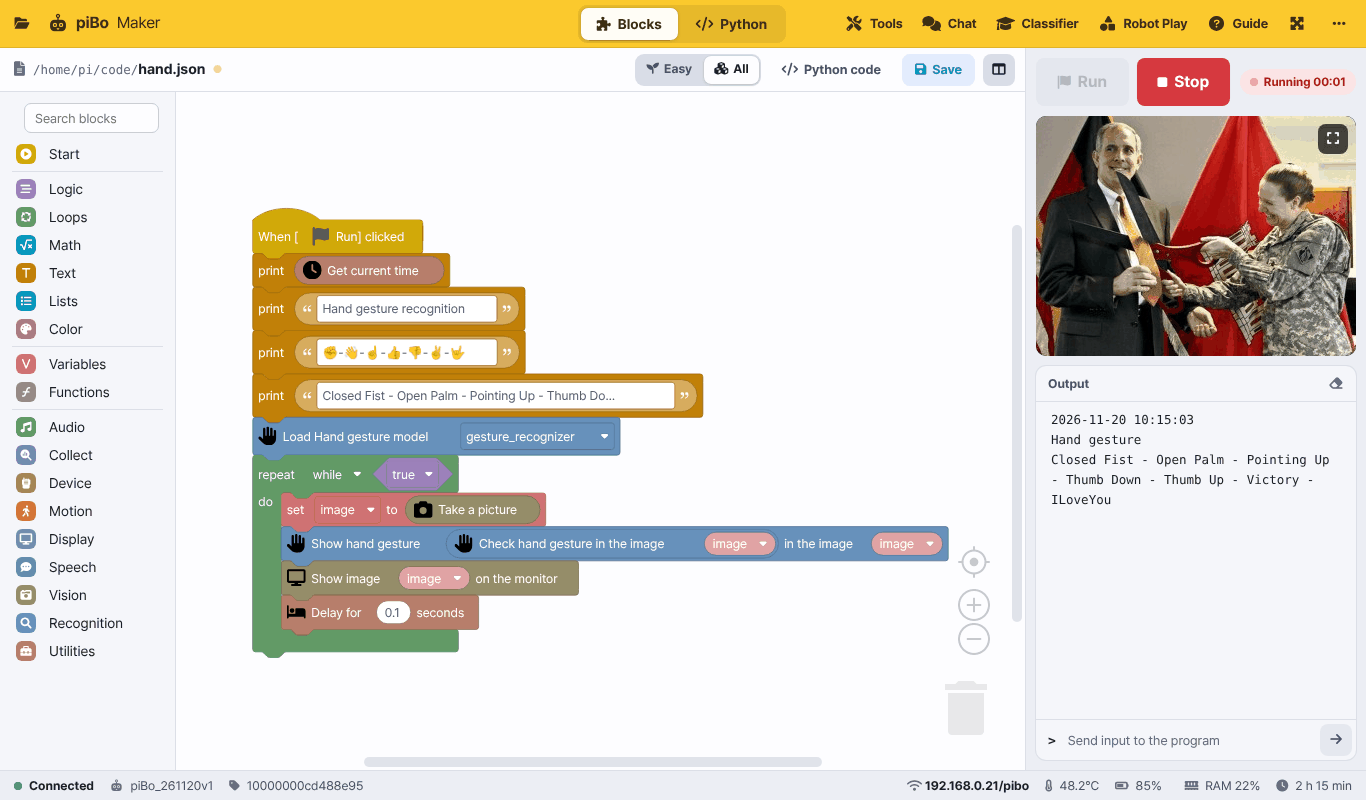 piBo Maker
Blocks
Python
Tools
Chat
Classifier
Robot Play
Guide
/home/pi/code/hand.json
Easy
All
Python code
Save
Run
Stop
Running 00:01
Search blocks
Start
Logic
Loops
Math
Text
Lists
Color
Variables
Functions
Audio
Collect
Device
Motion
Display
Speech
Vision
Recognition
Utilities
When [ Run] clicked
print Get current time
print “ Hand gesture recognition ”
print “ ✊-👋-☝-👍-👎-✌-🤟 ”
print “ Closed Fist - Open Palm - Pointing Up - Thumb Do... ”
Load Hand gesture model gesture_recognizer
repeat while true
do
set image to Take a picture
Show hand gesture Check hand gesture in the image image in the image image
Show image image on the monitor
Delay for 0.1 seconds
Output
2026-11-20 10:15:03
Hand gesture
Closed Fist - Open Palm - Pointing Up
- Thumb Down - Thumb Up - Victory -
ILoveYou
> Send input to the program
Connected
piBo_261120v1
10000000cd488e95
192.168.0.21/pibo
48.2°C
85%
RAM 22%
2 h 15 min